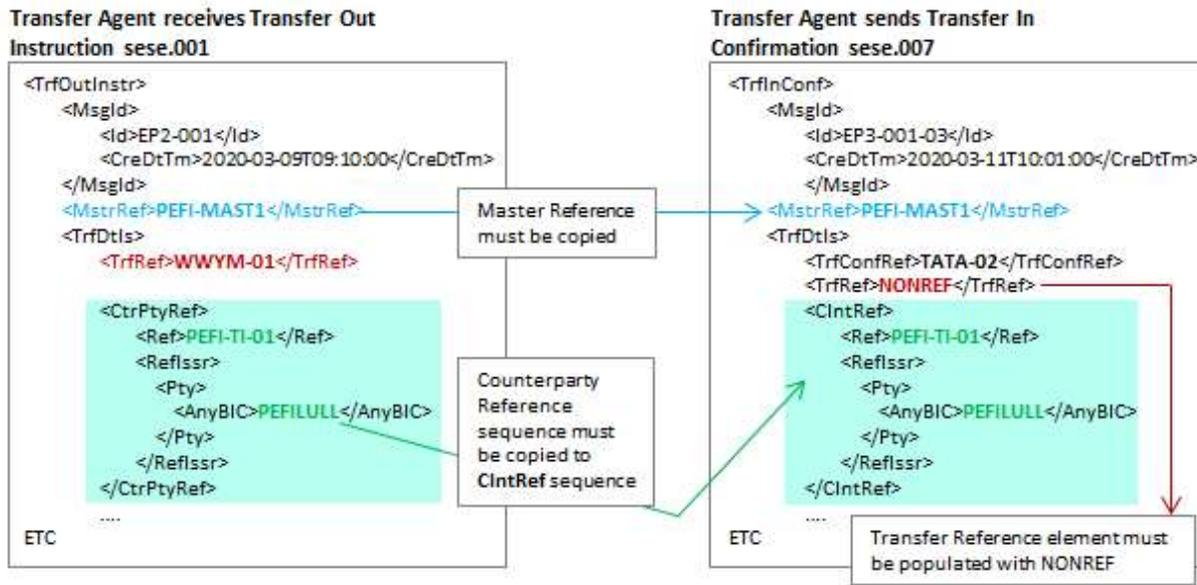 Transfer Agent receives Transfer Out
Instruction sese.001
<TrfOutInstr>
<MsgId>
<Id>EP2-001</Id>
<CreDtTm>2020-03-09T09:10:00</CreDtTm>
</MsgId>
<MstrRef>PEFI-MAST1</MstrRef>
<TrfDtls>
<TrfRef>WWYM-01</TrfRef>
<CtrPtyRef>
<Ref>PEFI-TI-01</Ref>
<RefIssr>
<Pty>
<AnyBIC>PEFILULL</AnyBIC>
</Pty>
</RefIssr>
</CtrPtyRef>
....
ETC
Master Reference
must be copied
Counterparty
Reference
sequence must
be copied to
ClntRef sequence
Transfer Agent sends Transfer In
Confirmation sese.007
<TrfInConf>
<MsgId>
<Id>EP3-001-03</Id>
<CreDtTm>2020-03-11T10:01:00</CreDtTm>
</MsgId>
<MstrRef>PEFI-MAST1</MstrRef>
<TrfDtls>
<TrfConfRef>TATA-02</TrfConfRef>
<TrfRef>NONREF</TrfRef>
<ClntRef>
<Ref>PEFI-TI-01</Ref>
<RefIssr>
<Pty>
<AnyBIC>PEFILULL</AnyBIC>
</Pty>
</RefIssr>
</ClntRef>
....
ETC
Transfer Reference element must
be populated with NONREF